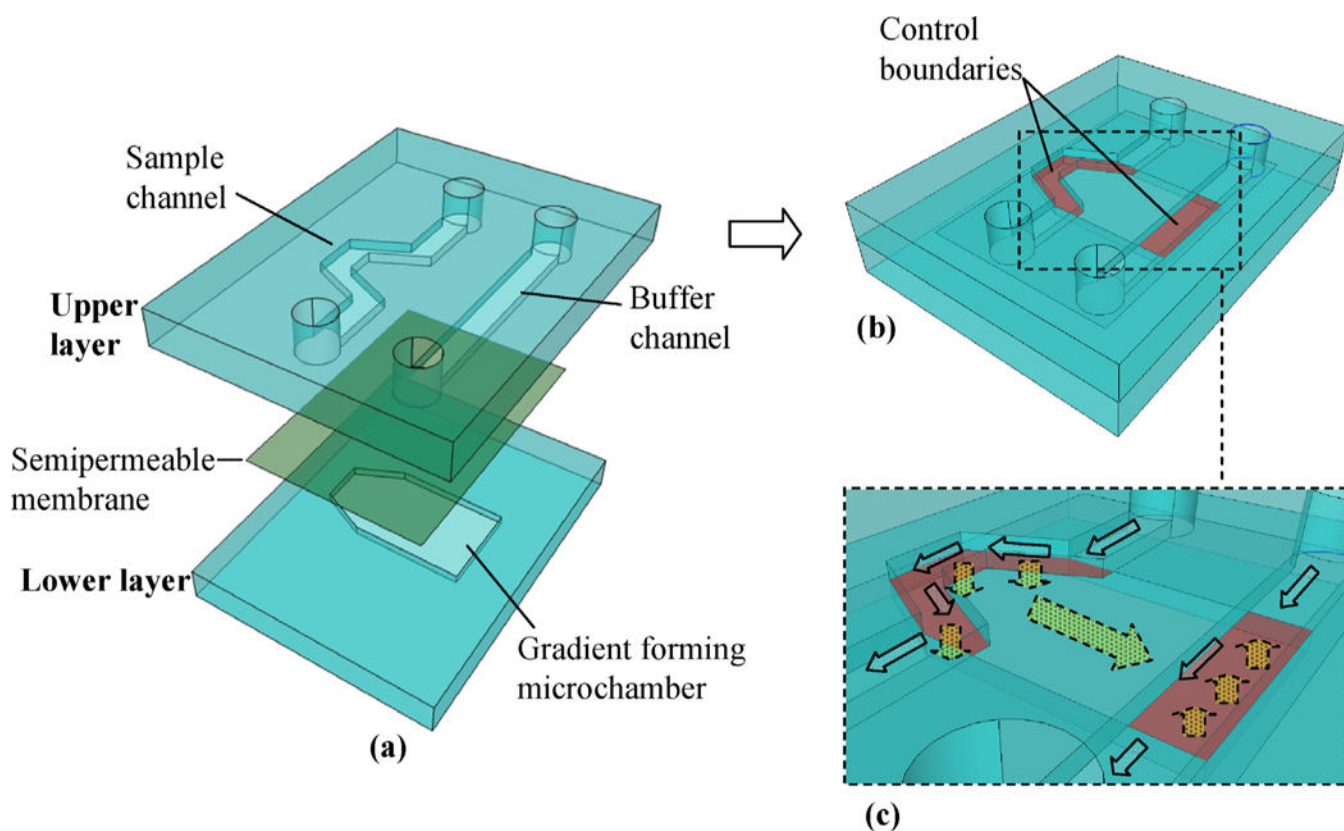 Control
boundaries
Sample
channel
Upper
layer
Buffer
channel
(b)
Semipermeable
membrane
Lower layer
Gradient forming
microchamber
(a)
(c)